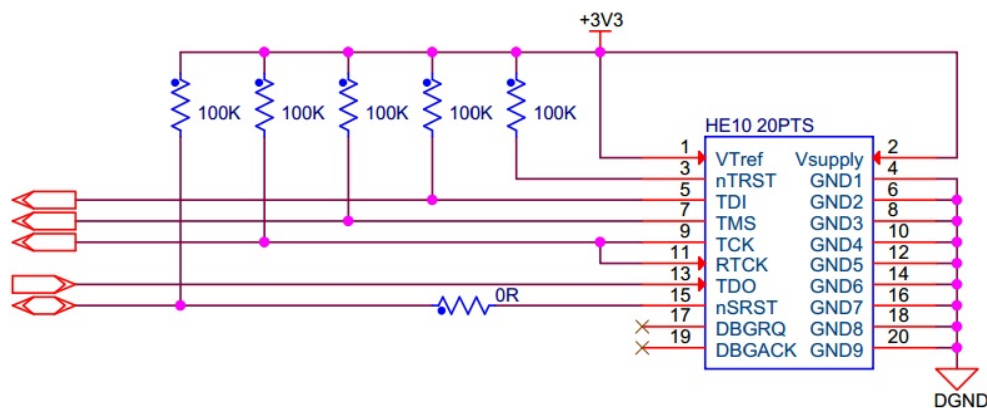 +3V3
100K 100K 100K 100K 100K
HE10 20PTS
1 VTref Vsupply 2
3 nTRST GND1 4
5 TDI GND2 6
7 TMS GND3 8
9 TCK GND4 10
11 RTCK GND5 12
13 TDO GND6 14
0R
15 nSRST GND7 16
17 DBGRQ GND8 18
19 DBGACK GND9 20
DGND